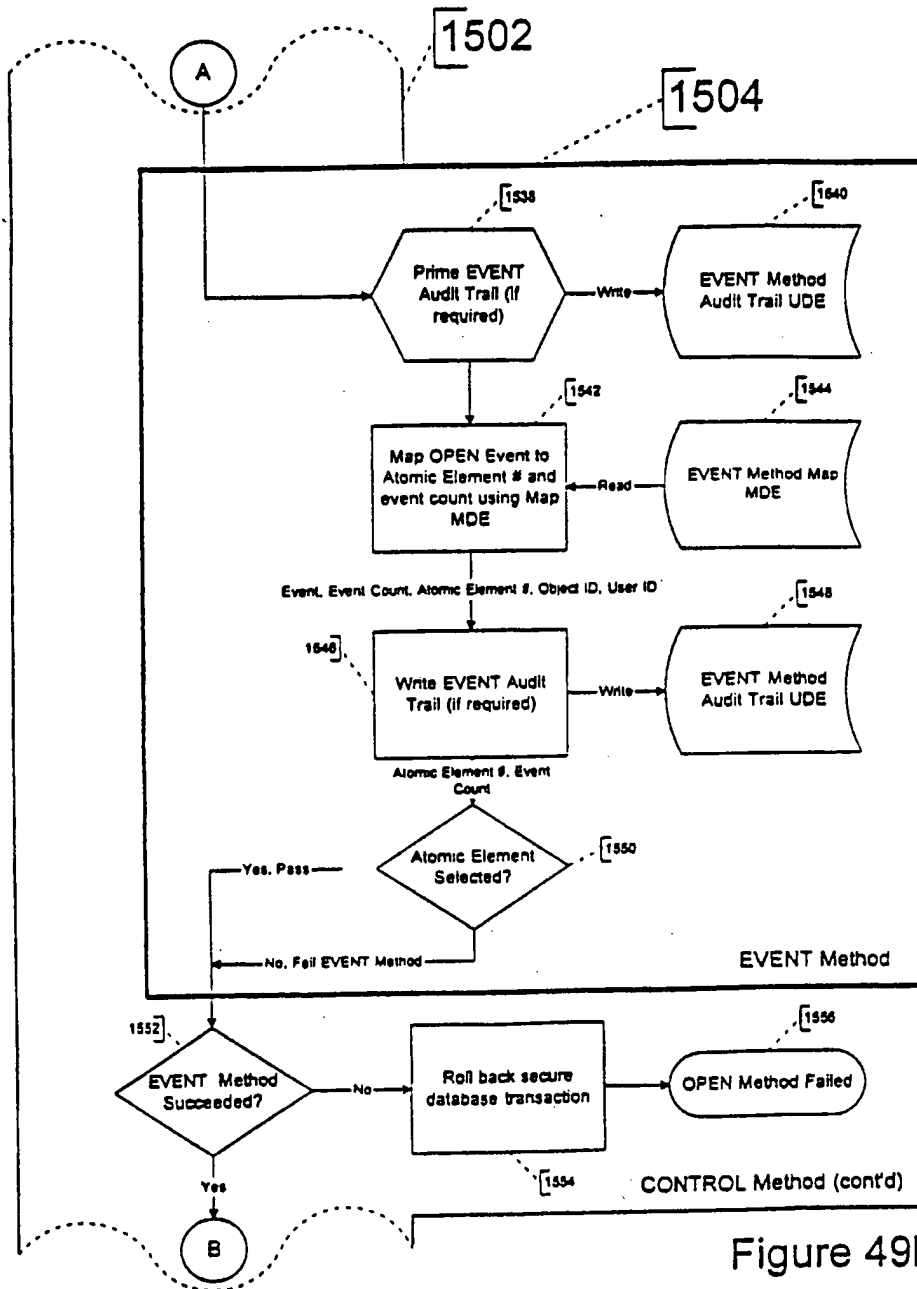 1502
A
1504
1538
1540
Prime EVENT
Audit Trail (if
required)
Write
EVENT Method
Audit Trail UDE
1542
1544
Map OPEN Event to
Atomic Element # and
event count using Map
MDE
Read
EVENT Method Map
MDE
Event, Event Count, Atomic Element #, Object ID, User ID
1546
1548
Write EVENT Audit
Trail (if required)
Write
EVENT Method
Audit Trail UDE
Atomic Element #, Event
Count
Atomic Element
Selected?
1550
Yes, Pass
No, Fail EVENT Method
EVENT Method
1552
EVENT Method
Succeeded?
No
Roll back secure
database transaction
1556
OPEN Method Failed
Yes
1554
CONTROL Method (cont'd)
B
Figure 49